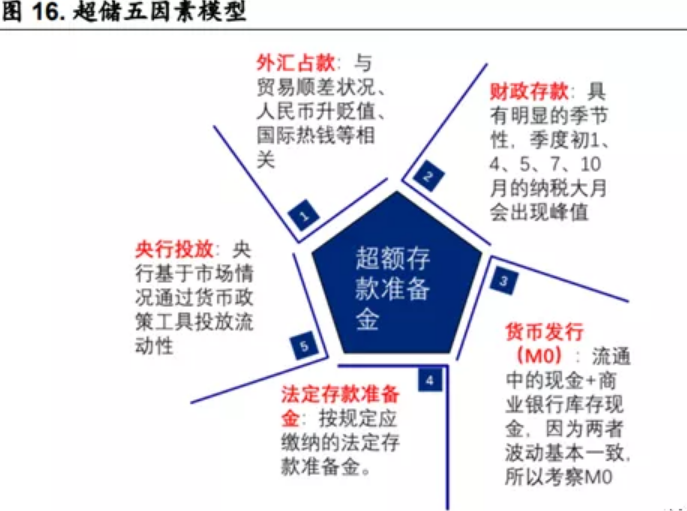 图 16. 超储五因素模型
外汇占款：与
贸易顺差状况、
人民币升贬值、
国际热钱等相
关
1
财政存款：具
有明显的季节
性，季度初1、
4、5、7、10
月的纳税大月
会出现峰值
2
超额存
款准备
金
3
货币发行
（M0）：流通
中的现金+商
业银行库存现
金，因为两者
波动基本一致，
所以考察M0
4
法定存款准备
金：按规定应
缴纳的法定存
款准备金。
央行投放：央
行基于市场情
况通过货币政
策工具投放流
动性
5